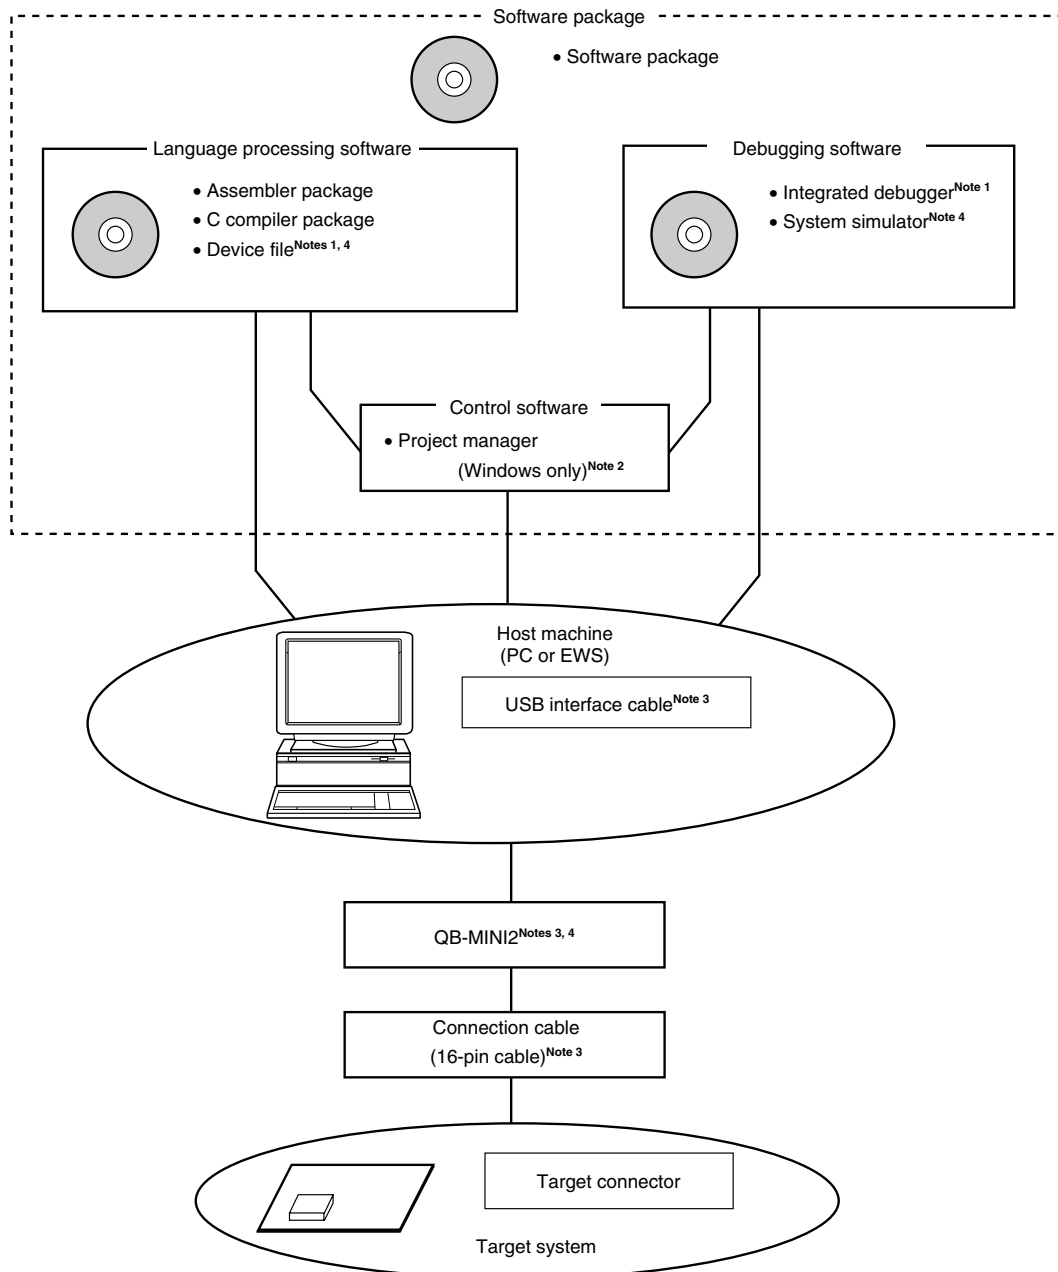 Software package
• Software package
Language processing software
• Assembler package
• C compiler package
• Device fileNotes 1, 4
Debugging software
• Integrated debuggerNote 1
• System simulatorNote 4
Control software
• Project manager
(Windows only)Note 2
Host machine
(PC or EWS)
USB interface cableNote 3
QB-MINI2Notes 3, 4
Connection cable
(16-pin cable)Note 3
Target connector
Target system